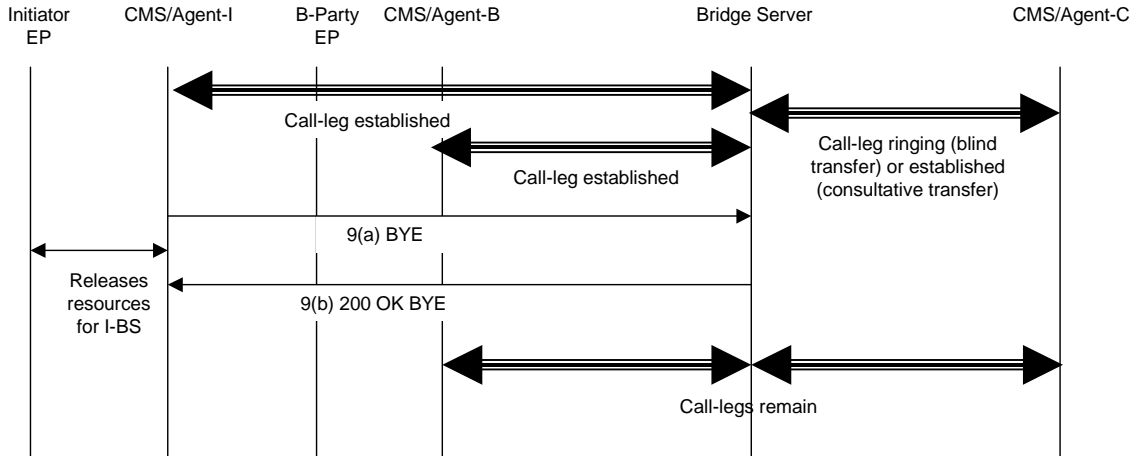 Initiator
EP
CMS/Agent-I
B-Party
EP
CMS/Agent-B
Bridge Server
CMS/Agent-C
Call-leg established
Call-leg established
Call-leg ringing (blind
transfer) or established
(consultative transfer)
9(a) BYE
Releases
resources
for I-BS
9(b) 200 OK BYE
Call-legs remain